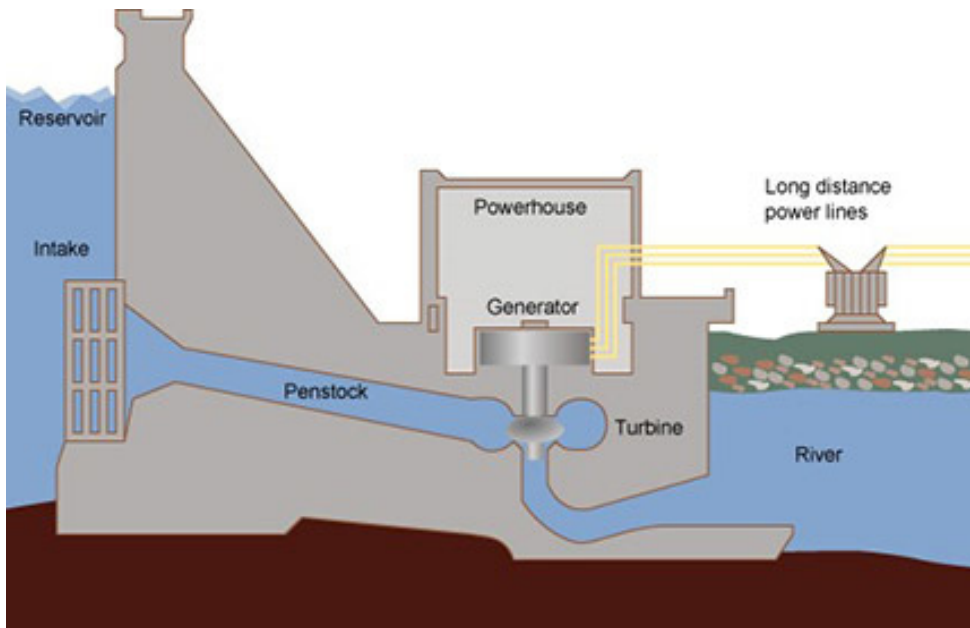 Reservoir
Intake
Powerhouse
Long distance
power lines
Generator
Penstock
Turbine
River